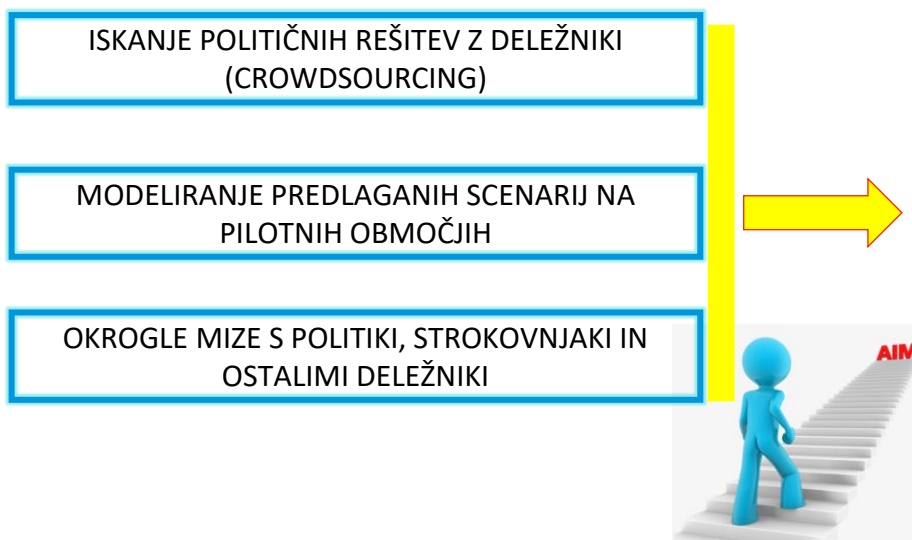 ISKANJE POLITIČNIH REŠITEV Z DELEŽNIKI
(CROWDSOURCING)
MODELIRANJE PREDLAGANIH SCENARIJ NA
PILOTNIH OBMOČJIH
OKROGLE MIZE S POLITIKI, STROKOVNJAKI IN
OSTALIMI DELEŽNIKI
AIM